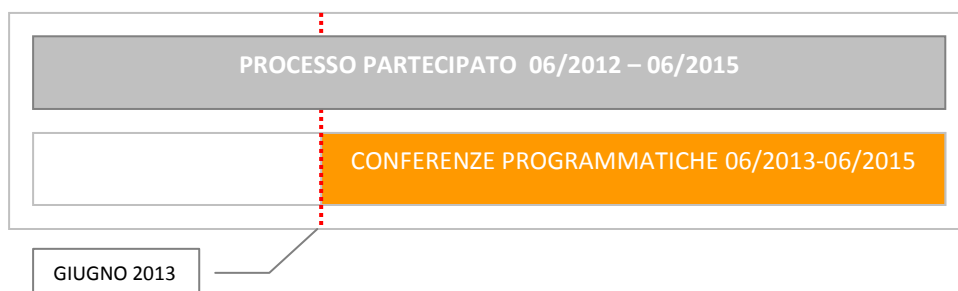 PROCESSO PARTECIPATO 06/2012 – 06/2015
CONFERENZE PROGRAMMATICHE 06/2013-06/2015
GIUGNO 2013